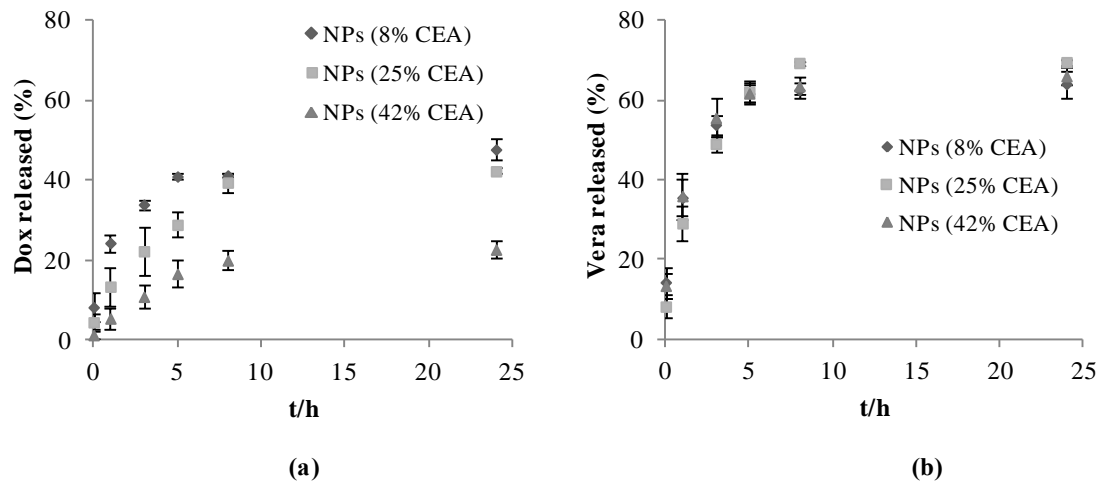 80
60
40
20
0
Dox released (%)
NPs (8% CEA)
NPs (25% CEA)
NPs (42% CEA)
0 5 10 15 20 25
t/h
(a)
80
60
40
20
0
Vera released (%)
NPs (8% CEA)
NPs (25% CEA)
NPs (42% CEA)
0 5 10 15 20 25
t/h
(b)